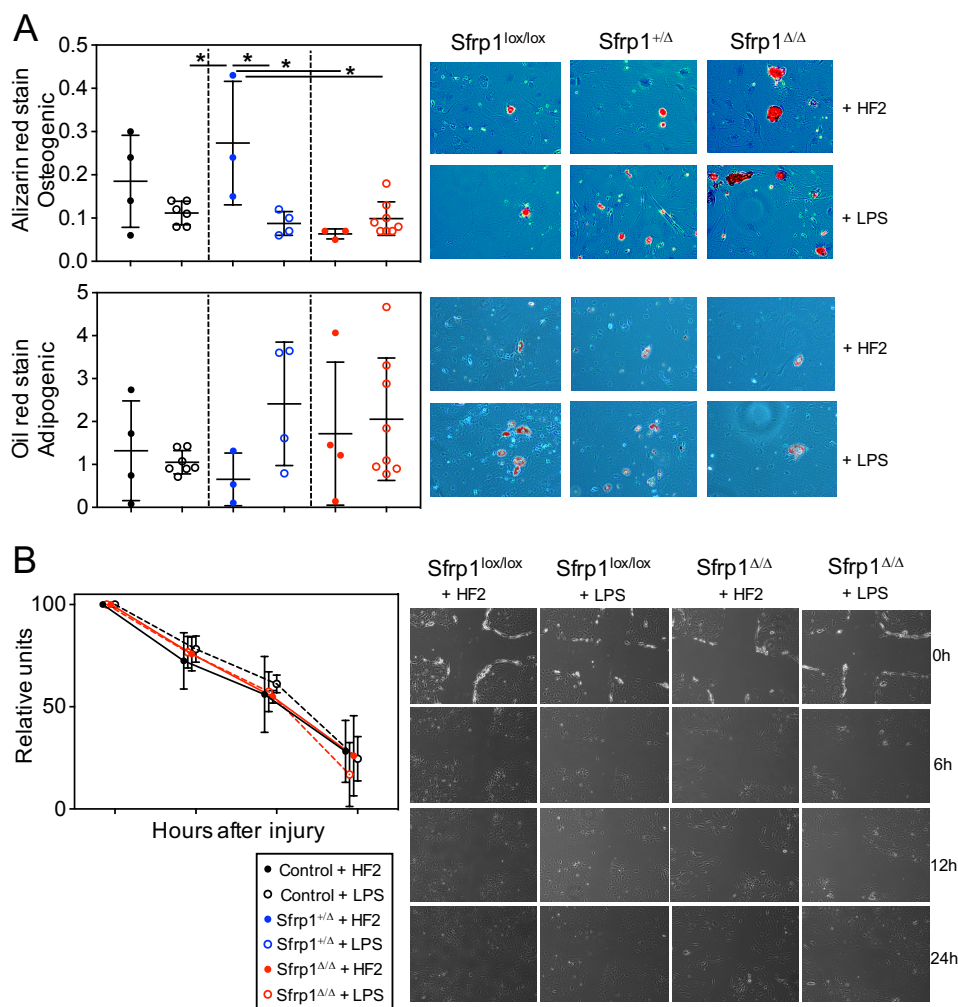 A
Alizarin red stain
Osteogenic
0.5
0.4
0.3
0.2
0.1
0.0
* * * *
Sfrp1lox/lox
Sfrp1+/Δ
Sfrp1Δ/Δ
+ HF2
+ LPS
Oil red stain
Adipogenic
5
4
3
2
1
0
+ HF2
+ LPS
B
Relative units
100
50
0
Hours after injury
Control + HF2
Control + LPS
Sfrp1+/Δ + HF2
Sfrp1+/Δ + LPS
Sfrp1Δ/Δ + HF2
Sfrp1Δ/Δ + LPS
Sfrp1lox/lox
+ HF2
Sfrp1lox/lox
+ LPS
Sfrp1Δ/Δ
+ HF2
Sfrp1Δ/Δ
+ LPS
0h
6h
12h
24h